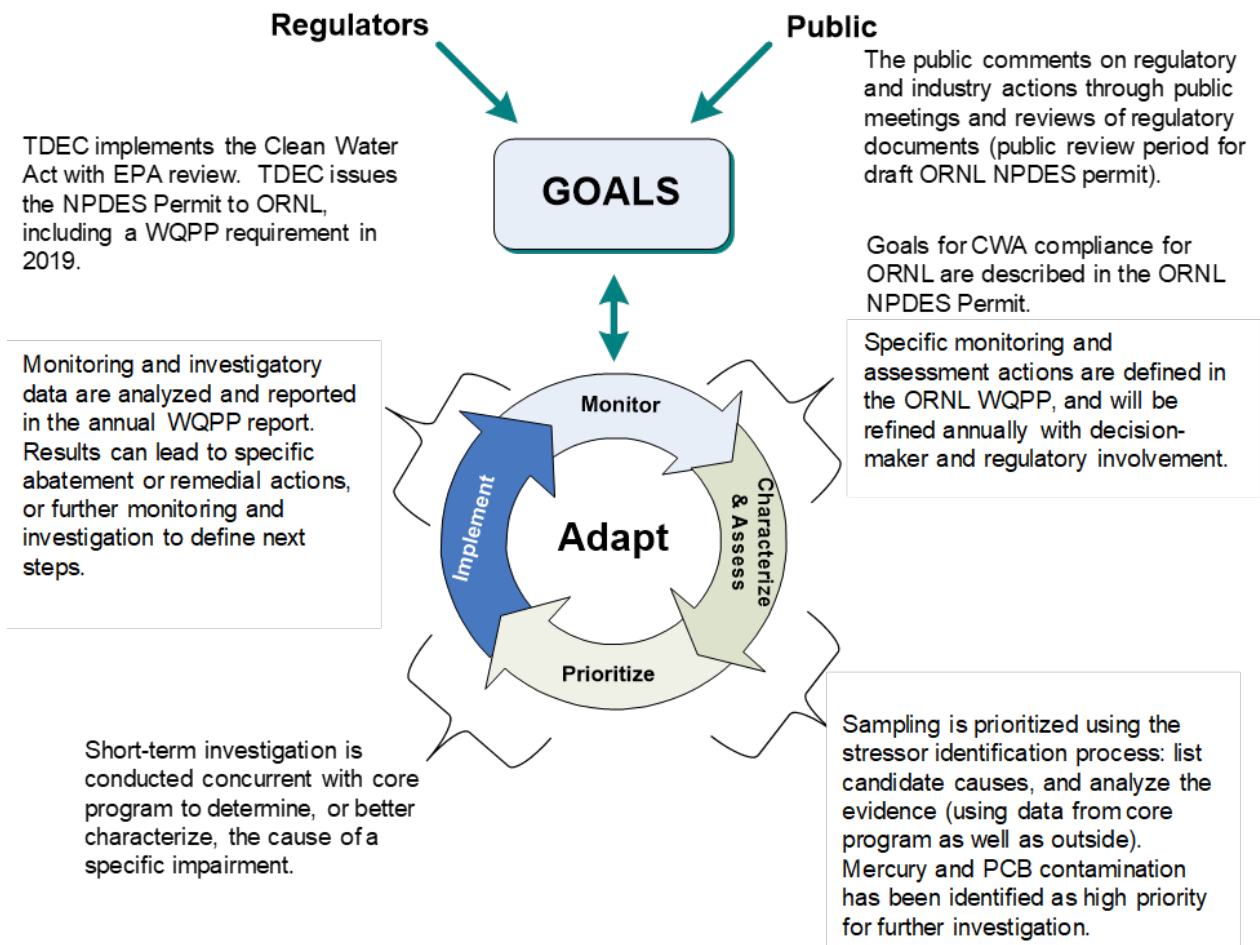 Regulators
Public
TDEC implements the Clean Water
Act with EPA review. TDEC issues
the NPDES Permit to ORNL,
including a WQPP requirement in
2019.
The public comments on regulatory
and industry actions through public
meetings and reviews of regulatory
documents (public review period for
draft ORNL NPDES permit).
Goals for CWA compliance for
ORNL are described in the ORNL
NPDES Permit.
GOALS
Monitoring and investigatory
data are analyzed and reported
in the annual WQPP report.
Results can lead to specific
abatement or remedial actions,
or further monitoring and
investigation to define next
steps.
Specific monitoring and
assessment actions are defined in
the ORNL WQPP, and will be
refined annually with decision-
maker and regulatory involvement.
Monitor
Characterize
& Assess
Adapt
Implement
Prioritize
Short-term investigation is
conducted concurrent with core
program to determine, or better
characterize, the cause of a
specific impairment.
Sampling is prioritized using the
stressor identification process: list
candidate causes, and analyze the
evidence (using data from core
program as well as outside).
Mercury and PCB contamination
has been identified as high priority
for further investigation.